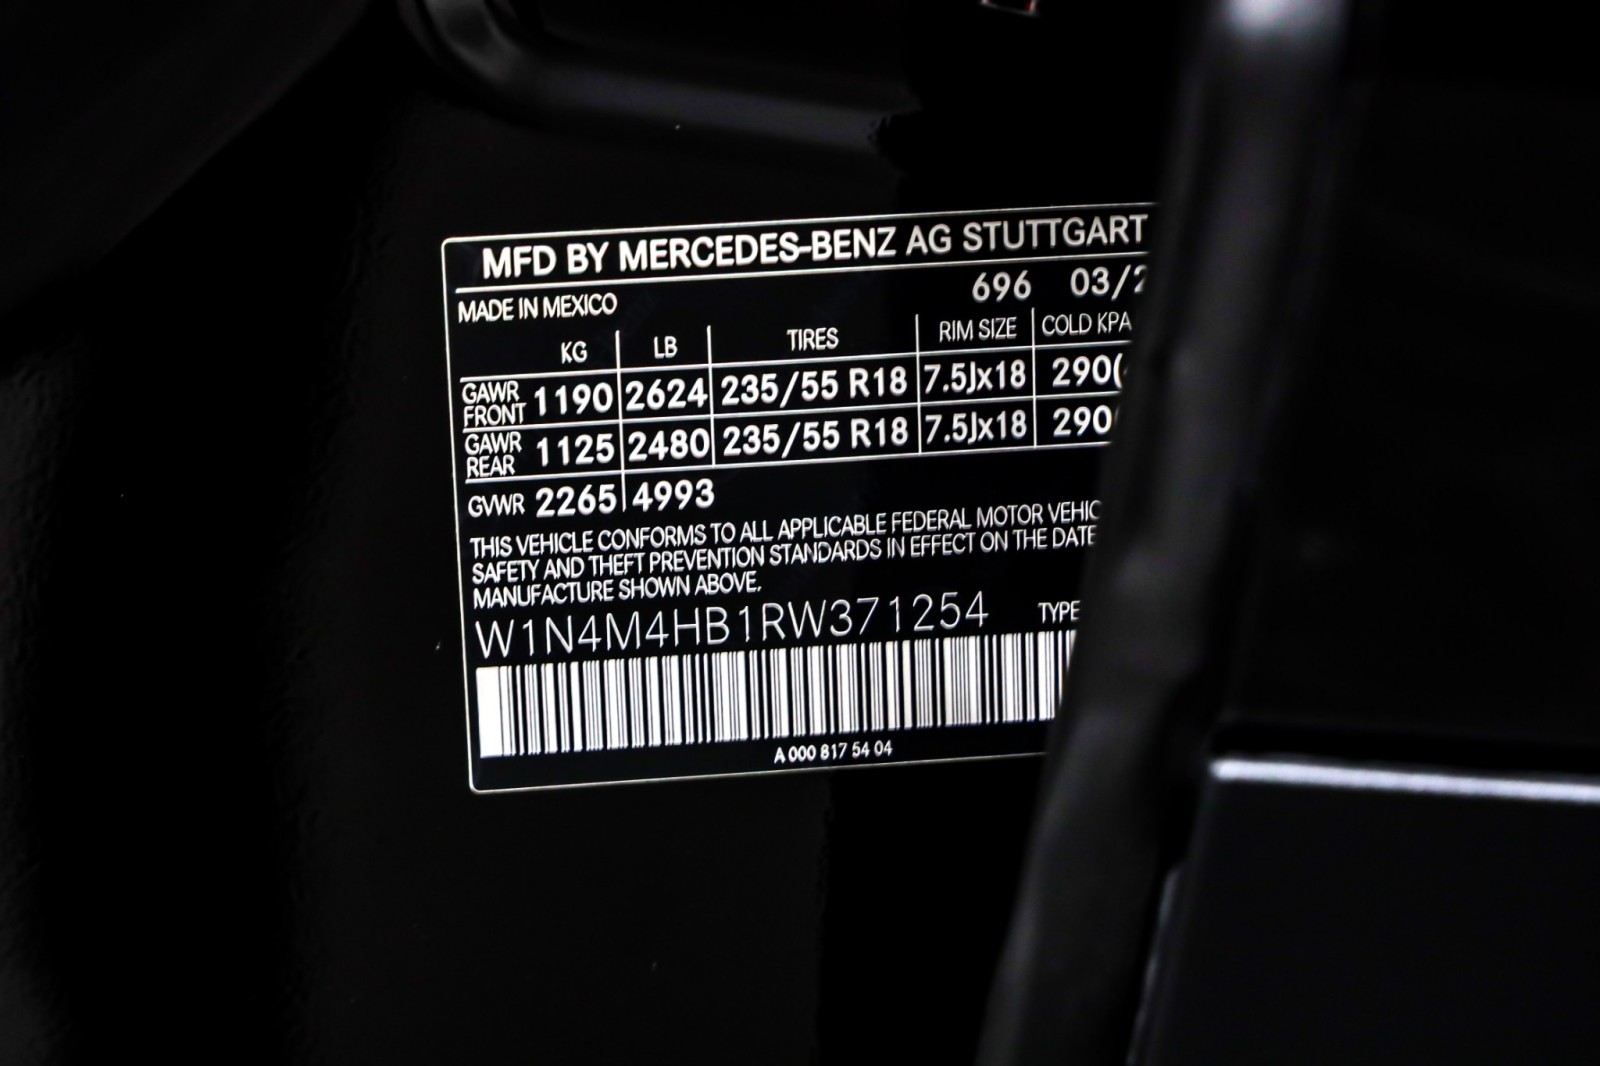 MFD BY MERCEDES-BENZ AG STUTTGART
696 03/2
MADE IN MEXICO
KG LB TIRES RIM SIZE COLD KPA
GAWR FRONT 1190 2624 235/55 R18 7.5Jx18 290(
GAWR REAR 1125 2480 235/55 R18 7.5Jx18 290
GVWR 2265 4993
THIS VEHICLE CONFORMS TO ALL APPLICABLE FEDERAL MOTOR VEHIC
SAFETY AND THEFT PREVENTION STANDARDS IN EFFECT ON THE DATE
MANUFACTURE SHOWN ABOVE.
W1N4M4HB1RW371254 TYPE
A 000 817 54 04